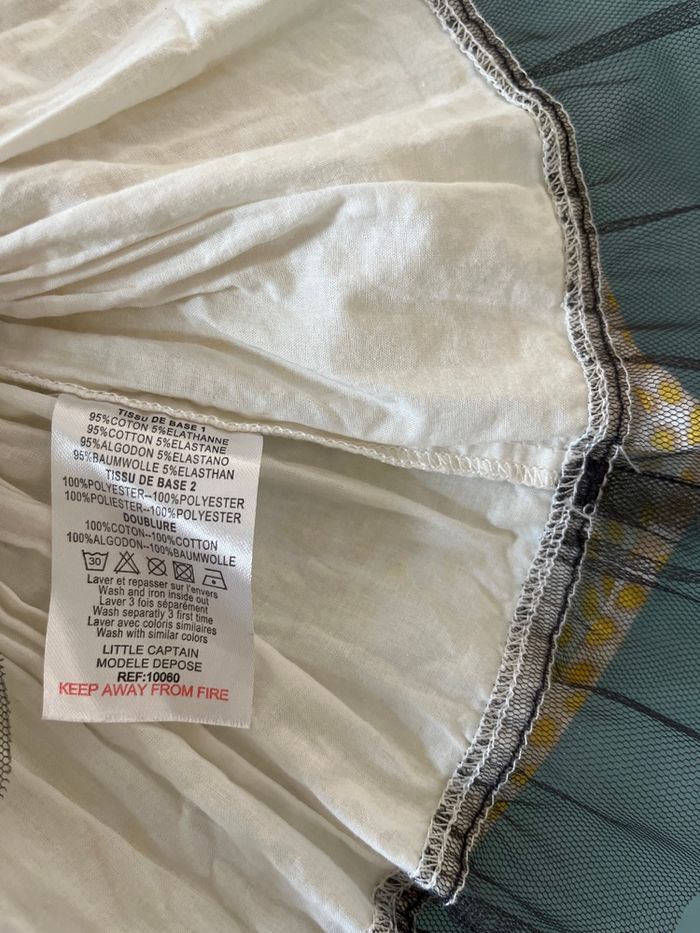 TISSU DE BASE 1
95%COTON 5%ELATHANNE
95%COTTON 5%ELASTANE
95%ALGODON 5%ELASTANO
95%BAUMWOLLE 5%ELASTHAN
TISSU DE BASE 2
100%POLYESTER--100%POLYESTER
100%POLIESTER--100%POLYESTER
DOUBLURE
100%COTON--100%COTTON
100%ALGODON--100%BAUMWOLLE
30
Laver et repasser sur l'envers
Wash and iron inside out
Laver 3 fois séparément
Wash separatly 3 first time
Laver avec coloris similaires
Wash with similar colors
LITTLE CAPTAIN
MODELE DEPOSE
REF:10060
KEEP AWAY FROM FIRE